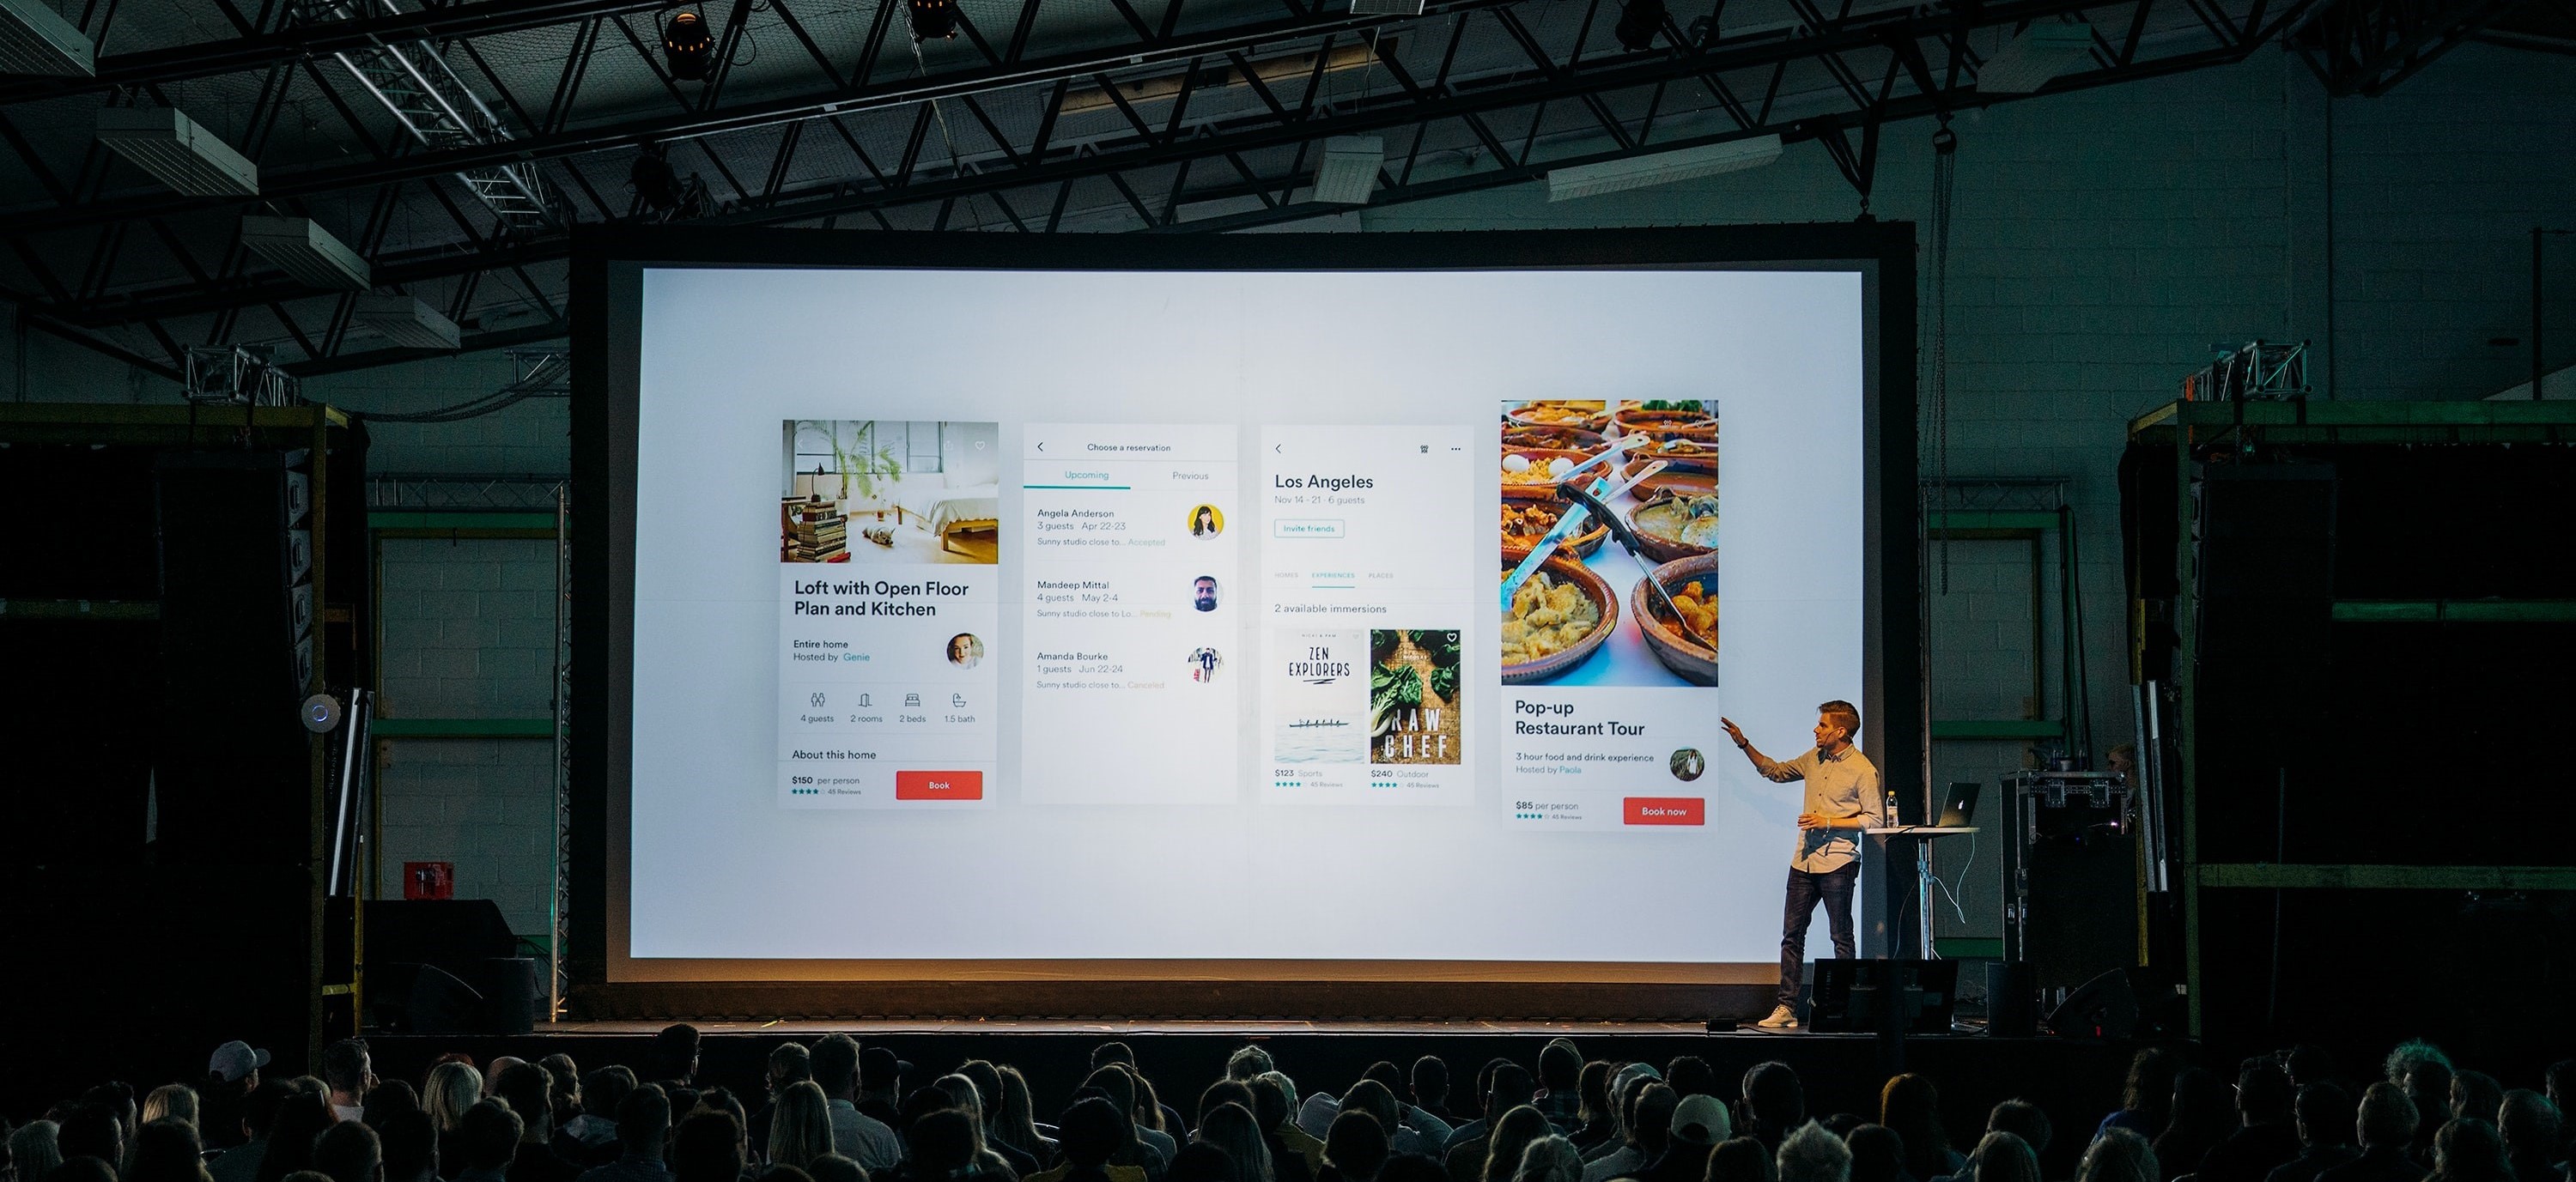 Loft with Open Floor
Plan and Kitchen
Entire home
Hosted by Genie
4 guests
2 rooms
2 beds
1.5 bath
About this home
$150 per person
45 Reviews
Book
Choose a reservation
Upcoming
Previous
Angela Anderson
3 guests Apr 22-23
Sunny studio close to... Accepted
Mandeep Mittal
4 guests May 2-4
Sunny studio close to Lo... Pending
Amanda Bourke
1 guests Jun 22-24
Sunny studio close to... Canceled
Los Angeles
Nov 14 - 21 · 6 guests
Invite friends
HOMES
EXPERIENCES
PLACES
2 available immersions
ZEN
EXPLORERS
$123 Sports
45 Reviews
RAW
CHEF
$240 Outdoor
45 Reviews
Pop-up
Restaurant Tour
3 hour food and drink experience
Hosted by Paola
$85 per person
45 Reviews
Book now